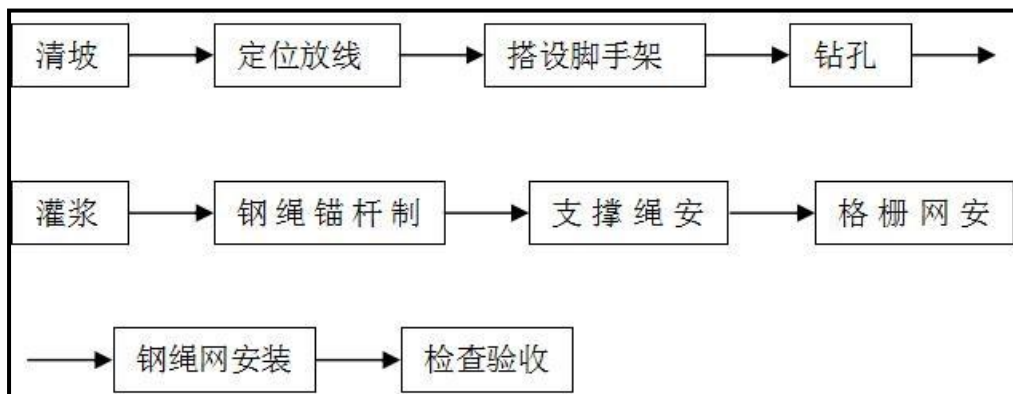 清坡 定位放线 搭设脚手架 钻孔
灌浆 钢绳锚杆制 支撑绳安 格栅网安
钢绳网安装 检查验收